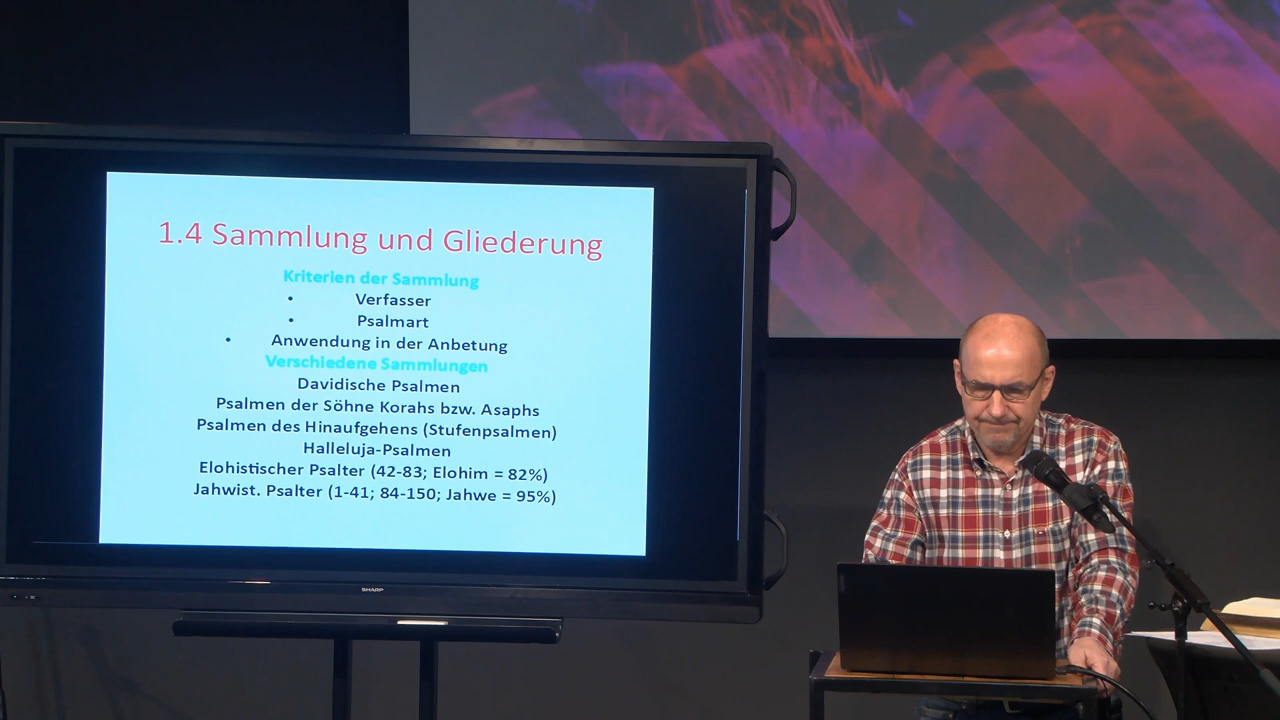 1.4 Sammlung und Gliederung
Kriterien der Sammlung
• Verfasser
• Psalmart
• Anwendung in der Anbetung
Verschiedene Sammlungen
Davidische Psalmen
Psalmen der Söhne Korahs bzw. Asaphs
Psalmen des Hinaufgehens (Stufenpsalmen)
Halleluja-Psalmen
Elohistischer Psalter (42-83; Elohim = 82%)
Jahwist. Psalter (1-41; 84-150; Jahwe = 95%)
SHARP